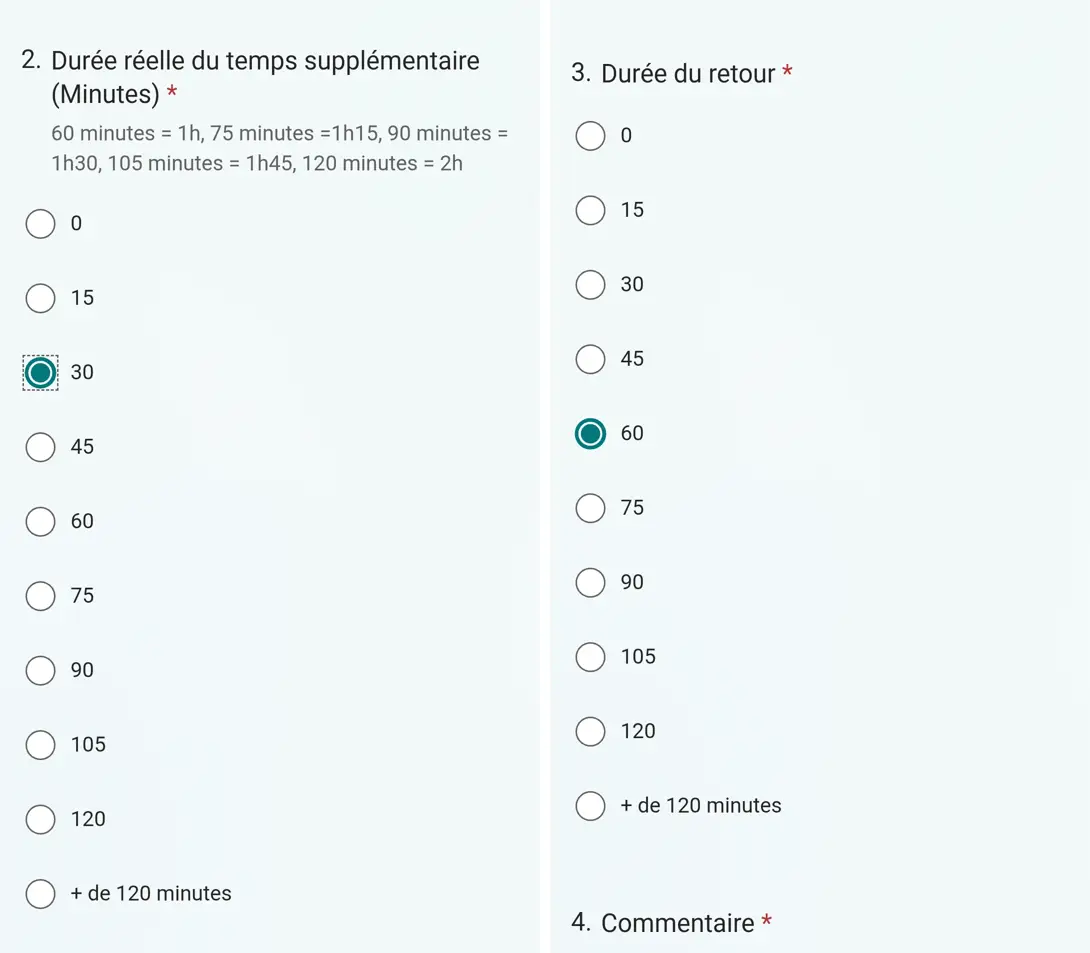 2. Durée réelle du temps supplémentaire
(Minutes) *
60 minutes = 1h, 75 minutes =1h15, 90 minutes =
1h30, 105 minutes = 1h45, 120 minutes = 2h
0
15
30
45
60
75
90
105
120
+ de 120 minutes
3. Durée du retour *
0
15
30
45
60
75
90
105
120
+ de 120 minutes
4. Commentaire *